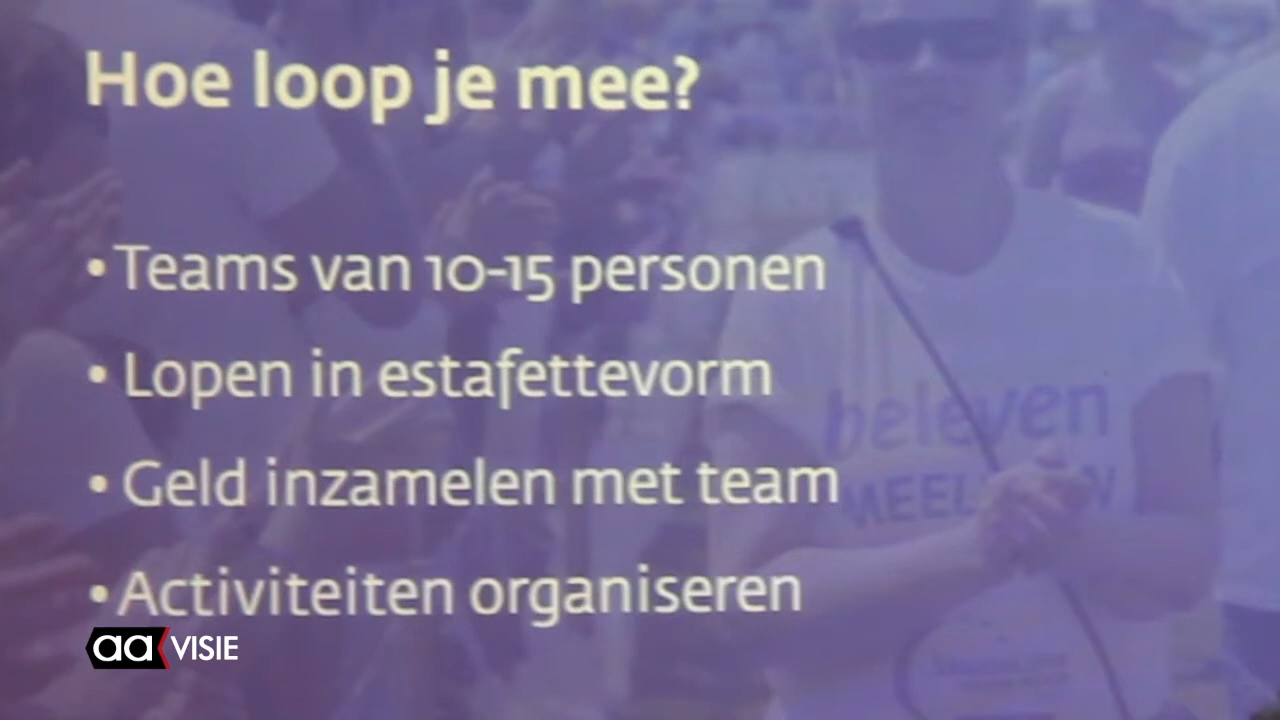 Hoe loop je mee?
• Teams van 10-15 personen
• Lopen in estafettevorm
• Geld inzamelen met team
• Activiteiten organiseren
beleven
aa VISIE